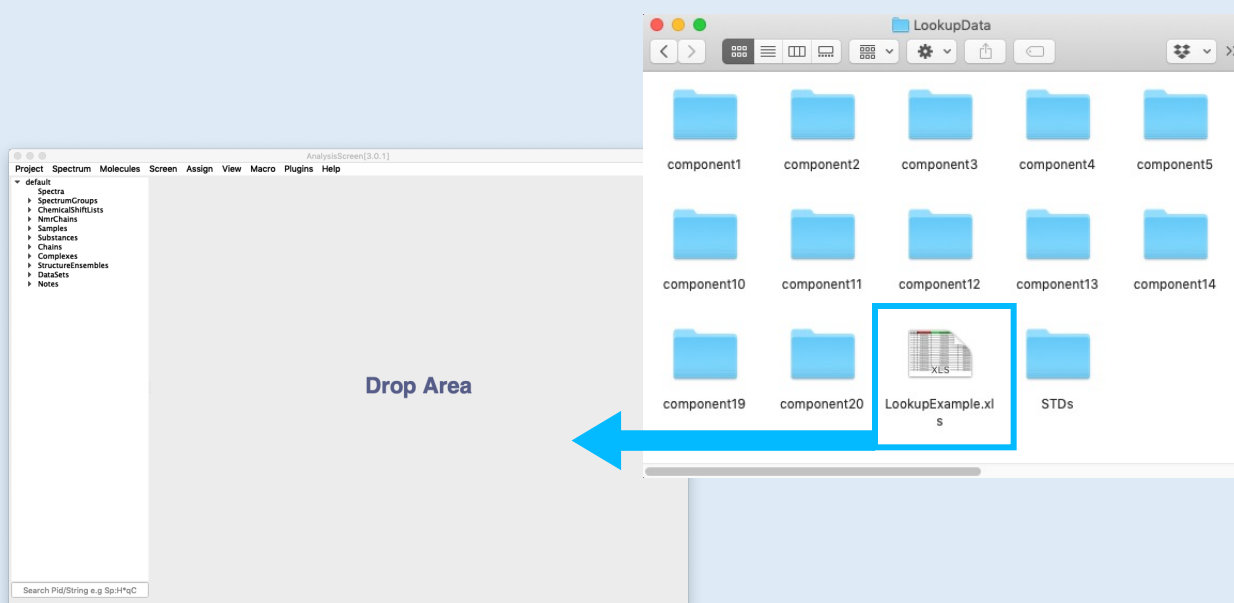 LookupData
component1 component2 component3 component4 component5
component10 component11 component12 component13 component14
XLS
component19 component20 LookupExample.xl STDs
s
AnalysisScreen[3.0.1]
Project Spectrum Molecules Screen Assign View Macro Plugins Help
default
Spectra
SpectrumGroups
ChemicalShiftLists
NmrChains
Samples
Substances
Chains
Complexes
StructureEnsembles
DataSets
Notes
Drop Area
Search Pid/String e.g Sp:H*qC